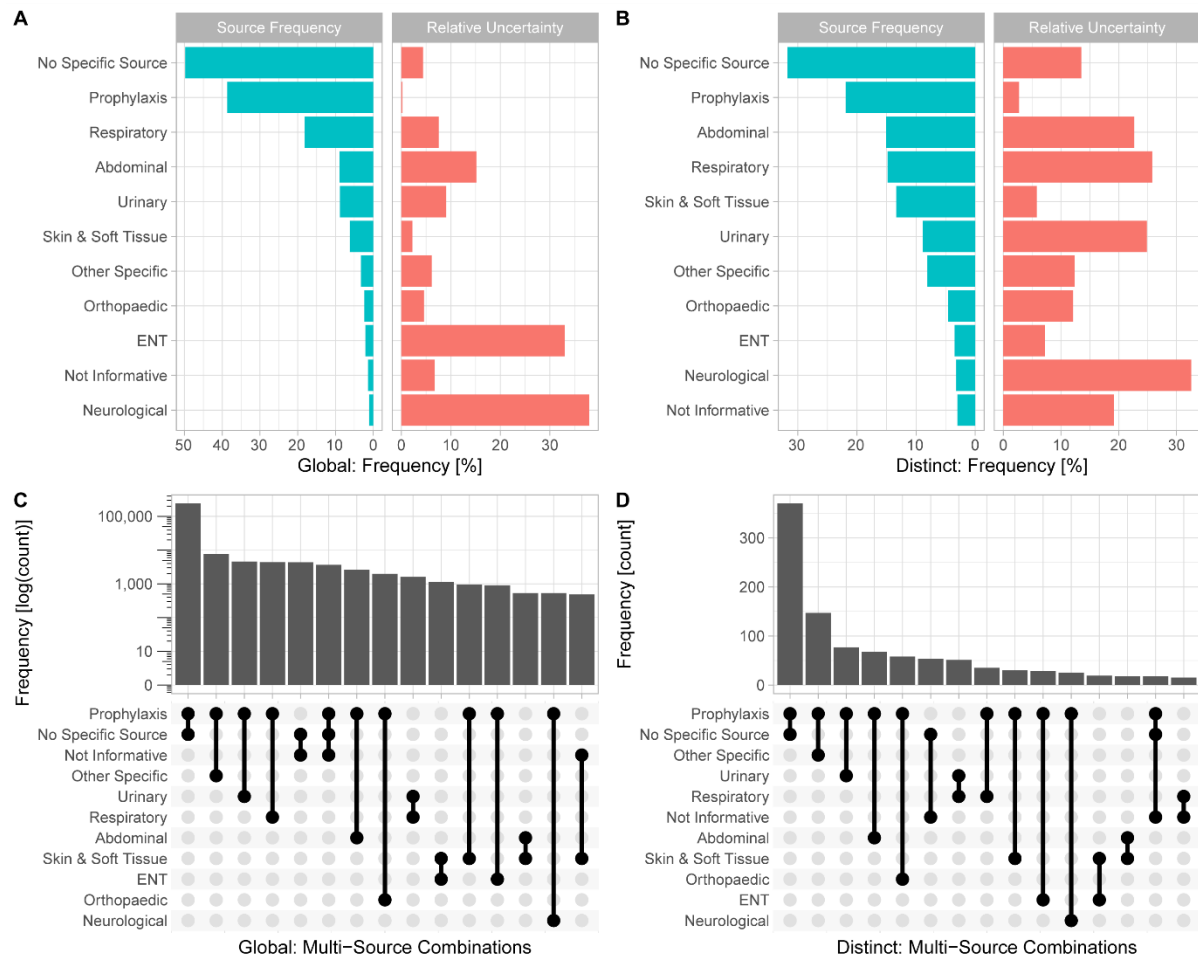 A
Source Frequency
Relative Uncertainty
No Specific Source
Prophylaxis
Respiratory
Abdominal
Urinary
Skin & Soft Tissue
Other Specific
Orthopaedic
ENT
Not Informative
Neurological
50 40 30 20 10 0
0 10 20 30
Global: Frequency [%]
B
Source Frequency
Relative Uncertainty
No Specific Source
Prophylaxis
Abdominal
Respiratory
Skin & Soft Tissue
Urinary
Other Specific
Orthopaedic
ENT
Neurological
Not Informative
30 20 10 0
0 10 20 30
Distinct: Frequency [%]
C
Frequency [log(count)]
100,000
1,000
10
0
Prophylaxis
No Specific Source
Not Informative
Other Specific
Urinary
Respiratory
Abdominal
Skin & Soft Tissue
ENT
Orthopaedic
Neurological
Global: Multi−Source Combinations
D
Frequency [count]
300
200
100
50
0
Prophylaxis
No Specific Source
Other Specific
Urinary
Respiratory
Not Informative
Abdominal
Skin & Soft Tissue
Orthopaedic
ENT
Neurological
Distinct: Multi−Source Combinations